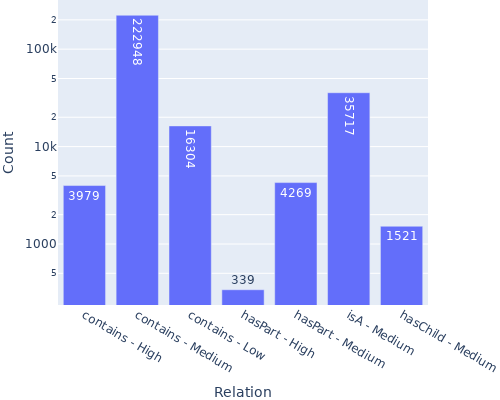 2
100k
5
2
10k
5
2
1000
5
Count
3979
222948
16304
339
4269
35717
1521
contains - High
contains - Medium
contains - Low
hasPart - High
hasPart - Medium
isA - Medium
hasChild - Medium
Relation